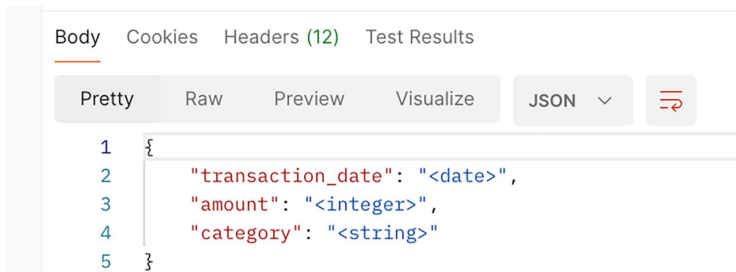 Body Cookies Headers (12) Test Results
Pretty Raw Preview Visualize JSON
1 {
2 "transaction_date": "<date>",
3 "amount": "<integer>",
4 "category": "<string>"
5 }